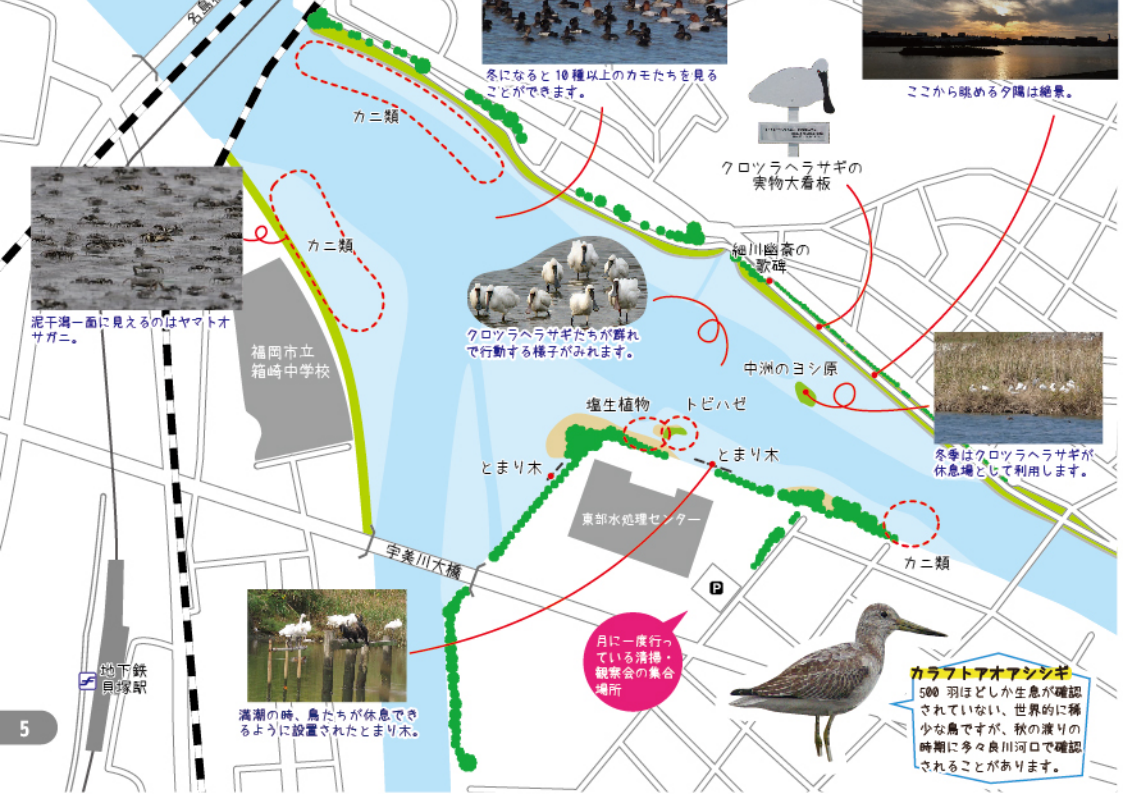 名島
冬になると10種以上のカモたちを見る
ことができます。
ここから眺める夕陽は絶景。
カニ類
クロツラヘラサギの
実物大看板
カニ類
細川幽斎の
歌碑
泥干潟一面に見えるのはヤマトオ
サガニ。
クロツラヘラサギたちが群れ
で行動する様子がみれます。
福岡市立
箱崎中学校
中洲のヨシ原
塩生植物
トビハゼ
とまり木
とまり木
冬季はクロツラヘラサギが
休息場として利用します。
東部水処理センター
宇美川大橋
カニ類
P
月に一度行っ
ている清掃・
観察会の集合
場所
地下鉄
貝塚駅
カラフトアオアシシギ
500 羽ほどしか生息が確認
されていない、世界的に稀
少な鳥ですが、秋の渡りの
時期に多々良川河口で確認
されることがあります。
満潮の時、鳥たちが休息でき
るように設置されたとまり木。
5